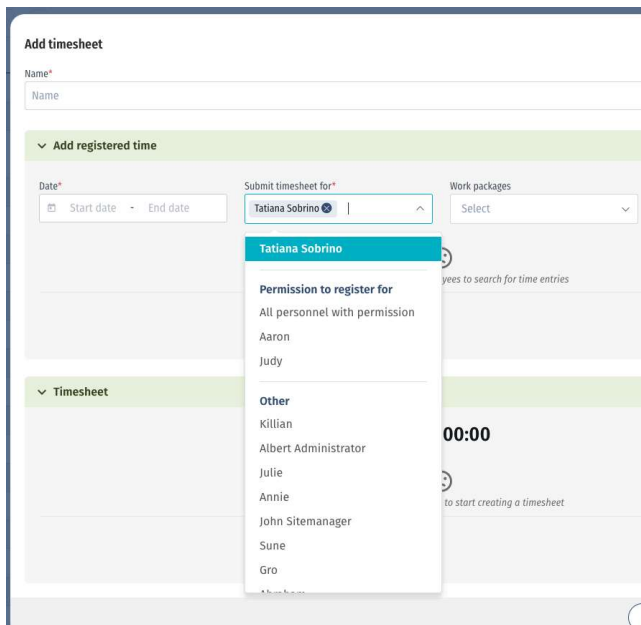 Add timesheet
Name*
Name
Add registered time
Date* Submit timesheet for* Work packages
Start date - End date Tatiana Sobrino Select
Tatiana Sobrino
yees to search for time entries
Permission to register for
All personnel with permission
Aaron
Judy
Timesheet
Other
Killian
00:00
Albert Administrator
Julie
Annie
to start creating a timesheet
John Sitemanager
Sune
Gro